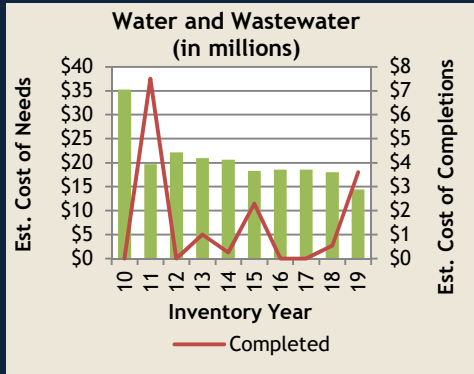 Water and Wastewater
(in millions)
Est. Cost of Needs
$40
$35
$30
$25
$20
$15
$10
$5
$0
$8
$7
$6
$5
$4
$3
$2
$1
$0
Est. Cost of Completions
10 11 12 13 14 15 16 17 18 19
Inventory Year
Completed